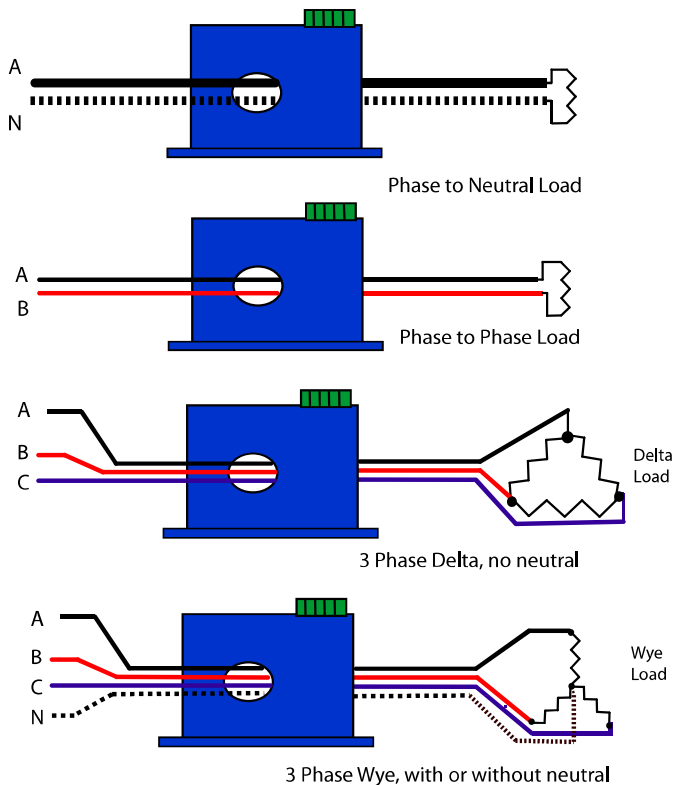 A
N
Phase to Neutral Load
A
B
Phase to Phase Load
A
B
C
Delta
Load
3 Phase Delta, no neutral
A
B
C
N
Wye
Load
3 Phase Wye, with or without neutral